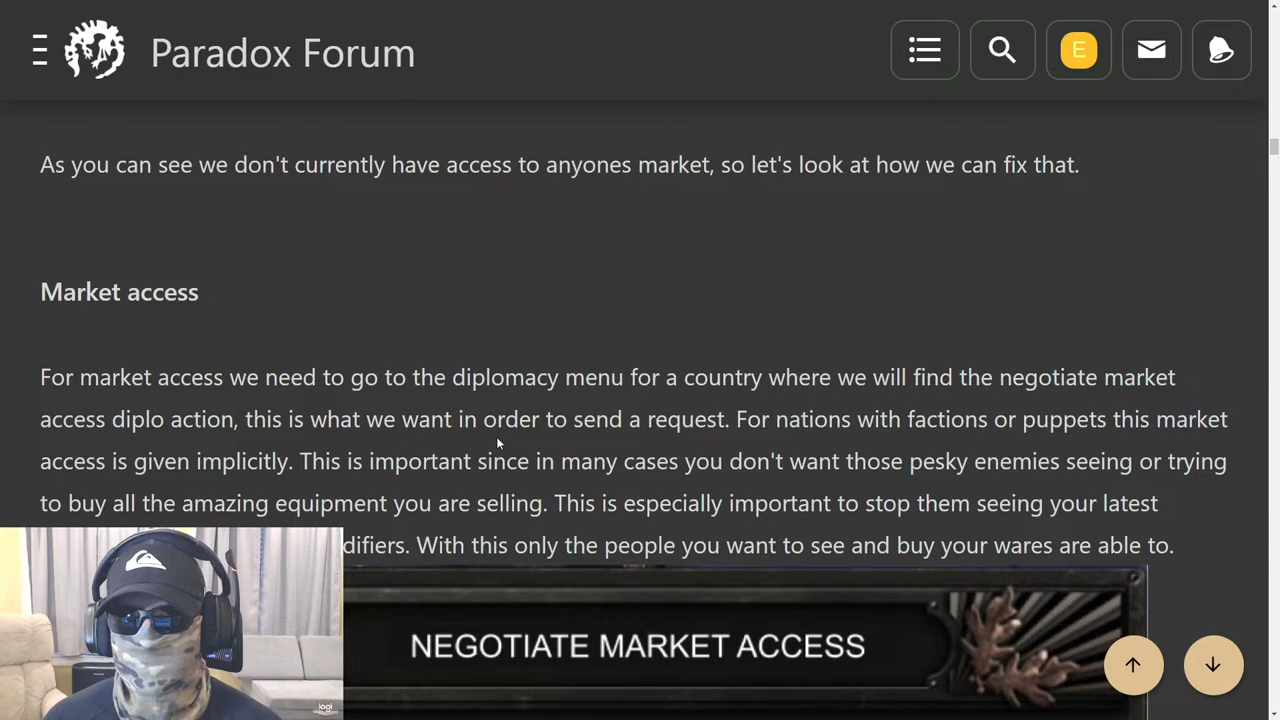 Paradox Forum
E
As you can see we don't currently have access to anyones market, so let's look at how we can fix that.
Market access
For market access we need to go to the diplomacy menu for a country where we will find the negotiate market
access diplo action, this is what we want in order to send a request. For nations with factions or puppets this market
access is given implicitly. This is important since in many cases you don't want those pesky enemies seeing or trying
to buy all the amazing equipment you are selling. This is especially important to stop them seeing your latest
difiers. With this only the people you want to see and buy your wares are able to.
NEGOTIATE MARKET ACCESS
logi